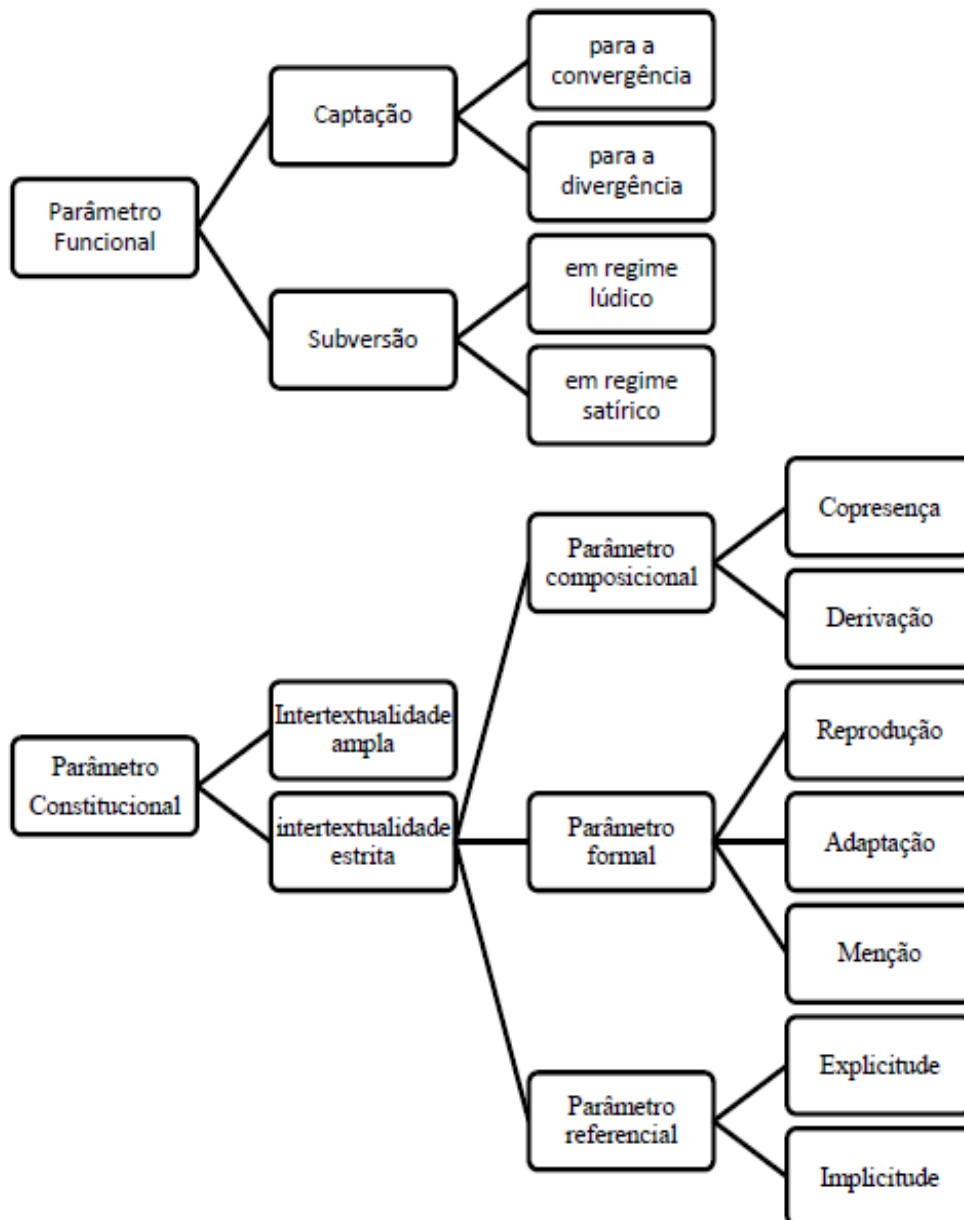 para a
convergência
Captação
para a
divergência
Parâmetro
Funcional
em regime
lúdico
Subversão
em regime
satírico
Copresença
Parâmetro
composicional
Derivação
Intertextualidade
ampla
Reprodução
Parâmetro
Constitucional
intertextualidade
estrita
Parâmetro
formal
Adaptação
Menção
Explicitude
Parâmetro
referencial
Implicitude